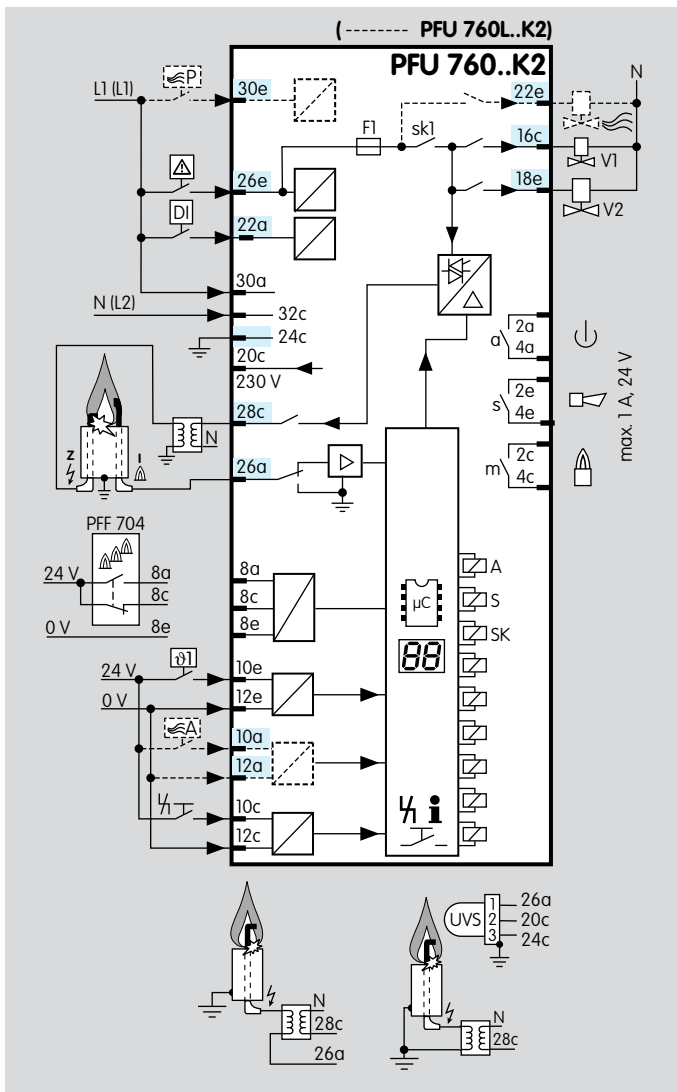 ( -------- PFU 760L..K2)
PFU 760..K2
N
L1 (L1)
P
30e
22e
F1
sk1
16c
V1
26e
18e
V2
DI
22a
30a
N (L2)
32c
24c
20c
230 V
28c
N
a
2a
4a
s
2e
4e
m
2c
4c
max. 1 A, 24 V
z
I
26a
PFF 704
24 V
8a
8c
0 V
8e
8a
8c
8e
µC
88
A
S
SK
ϑ1
24 V
10e
0 V
12e
A
10a
12a
10c
12c
i
N
28c
26a
UVS
1
2
3
26a
20c
24c
N
28c